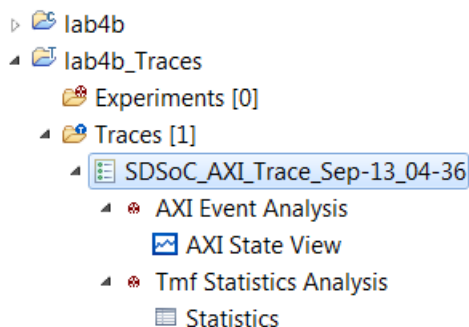 lab4b
lab4b_Traces
Experiments [0]
Traces [1]
SDSoC_AXI_Trace_Sep-13_04-36
AXI Event Analysis
AXI State View
Tmf Statistics Analysis
Statistics